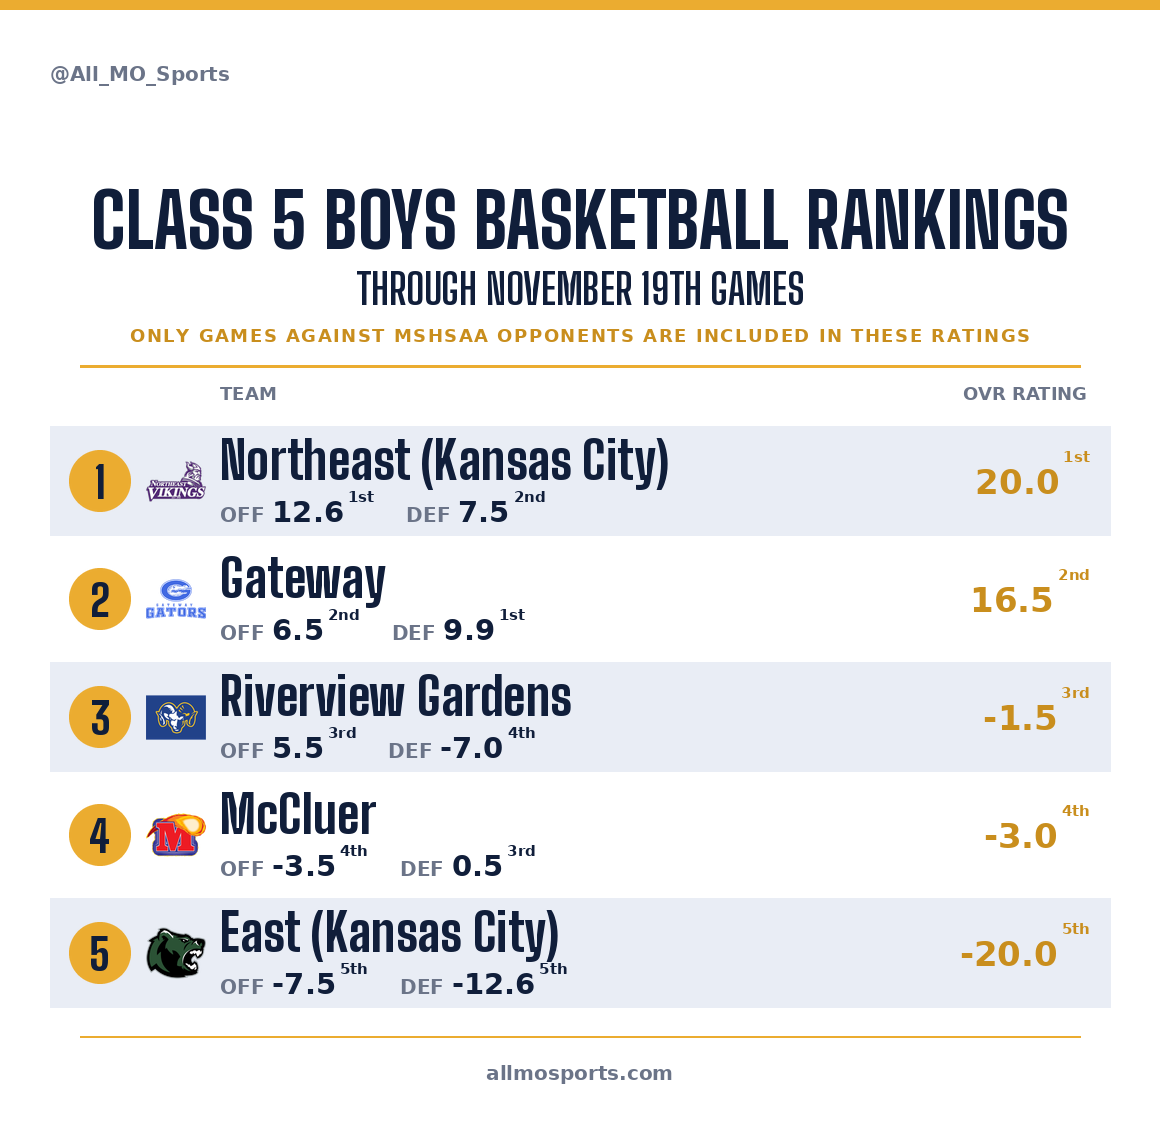 @All_MO_Sports
CLASS 5 BOYS BASKETBALL RANKINGS
THROUGH NOVEMBER 19TH GAMES
ONLY GAMES AGAINST MSHSAA OPPONENTS ARE INCLUDED IN THESE RATINGS
TEAM OVR RATING
1 NORTHEAST VIKINGS Northeast (Kansas City) 20.0 1st
OFF 12.6 1st DEF 7.5 2nd
2 GATEWAY GATORS Gateway 16.5 2nd
OFF 6.5 2nd DEF 9.9 1st
3 Riverview Gardens -1.5 3rd
OFF 5.5 3rd DEF -7.0 4th
4 M McCluer -3.0 4th
OFF -3.5 4th DEF 0.5 3rd
5 East (Kansas City) -20.0 5th
OFF -7.5 5th DEF -12.6 5th
allmosports.com